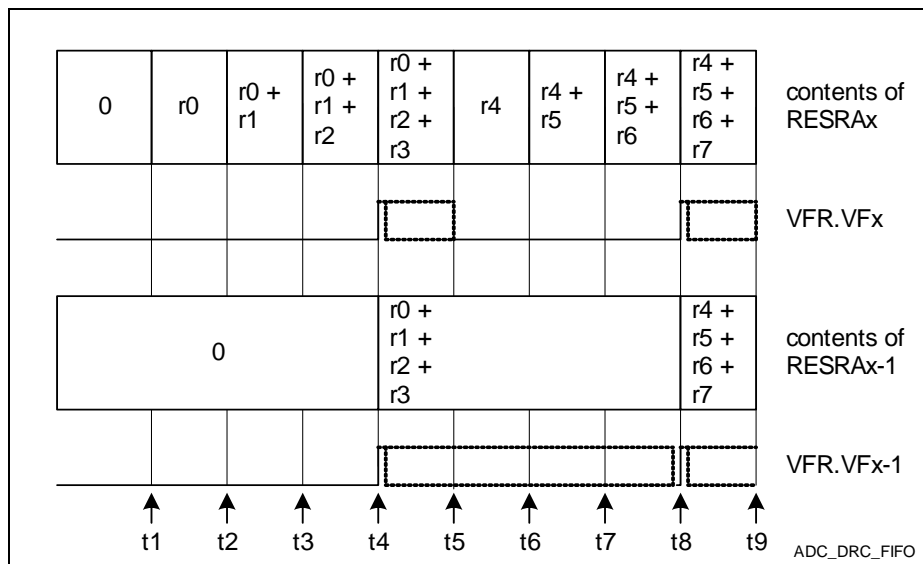 0
r0
r0 +
r1
r0 +
r1 +
r2
r0 +
r1 +
r2 +
r3
r4
r4 +
r5
r4 +
r5 +
r6
r4 +
r5 +
r6 +
r7
contents of
RESRAx
VFR.VFx
0
r0 +
r1 +
r2 +
r3
r4 +
r5 +
r6 +
r7
contents of
RESRAx-1
VFR.VFx-1
t1 t2 t3 t4 t5 t6 t7 t8 t9
ADC_DRC_FIFO